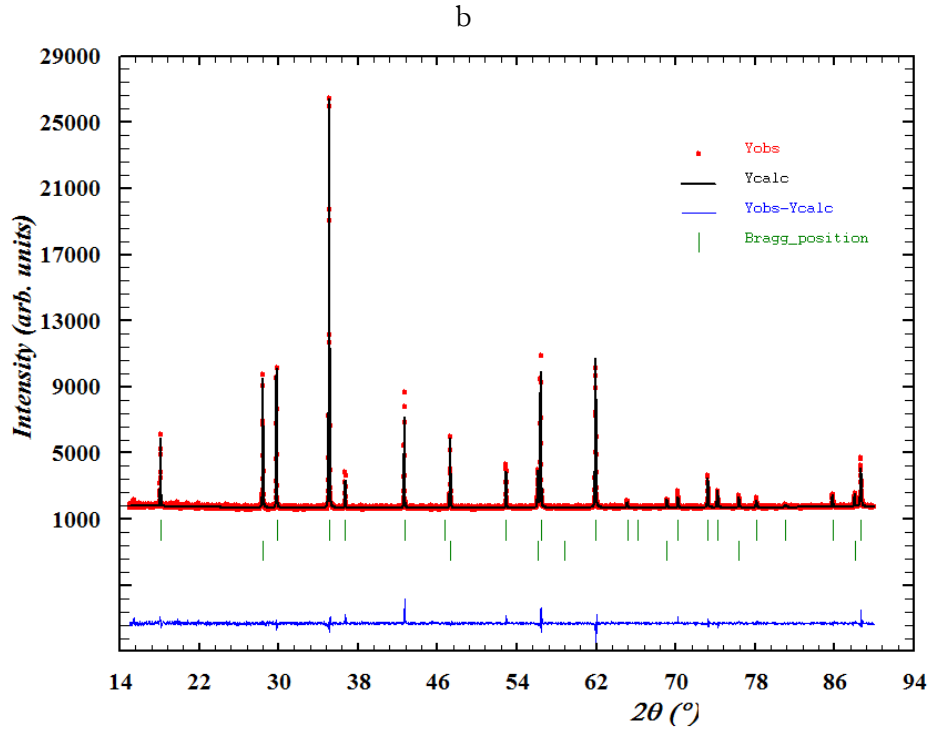 b
29000
25000
21000
17000
13000
9000
5000
1000
Intensity (arb. units)
Yobs
Ycalc
Yobs-Ycalc
Bragg_position
14 22 30 38 46 54 62 70 78 86 94
2θ (°)